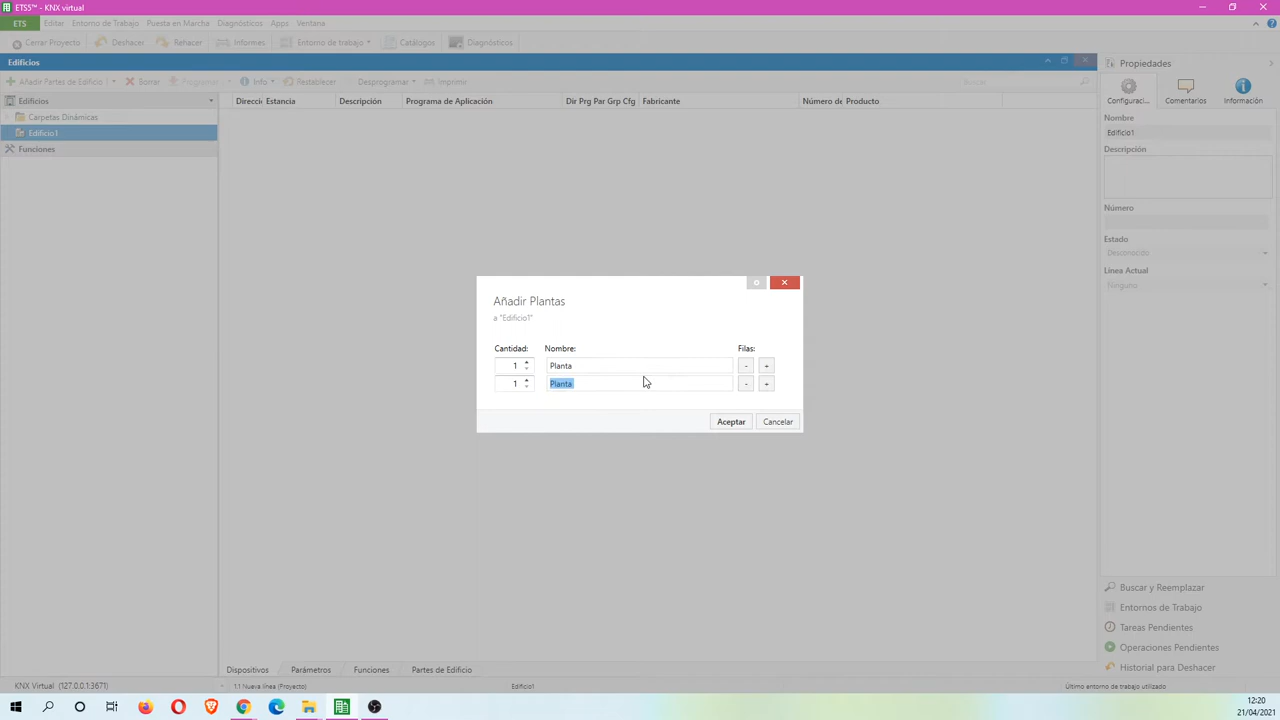 ETS5™ - KNX virtual
ETS Editar Entorno de Trabajo Puesta en Marcha Diagnósticos Apps Ventana
Cerrar Proyecto Deshacer Rehacer Informes Entorno de trabajo Catálogos Diagnósticos
Edificios
Añadir Partes de Edificio Borrar Programar Info Restablecer Desprogramar Imprimir Buscar
Edificios
Direcci Estancia Descripción Programa de Aplicación Dir Prg Par Grp Cfg Fabricante Número de Producto
Carpetas Dinámicas
Edificio1
Funciones
Añadir Plantas
a "Edificio1"
Cantidad: Nombre: Filas:
1 Planta - +
1 Planta - +
Aceptar Cancelar
Propiedades
Configuraci... Comentarios Información
Nombre
Edificio1
Descripción
Número
Estado
Desconocido
Línea Actual
Ninguno
Buscar y Reemplazar
Entornos de Trabajo
Tareas Pendientes
Operaciones Pendientes
Historial para Deshacer
Dispositivos Parámetros Funciones Partes de Edificio
KNX Virtual (127.0.0.1:3671) 1.1 Nueva línea (Proyecto) Edificio1 Último entorno de trabajo utilizado
12:20
21/04/2021